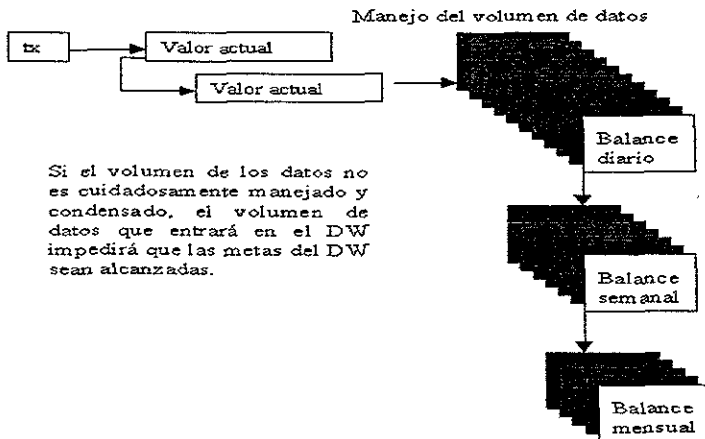 Manejo del volumen de datos
tx
Valor actual
Valor actual
Balance
diario
Si el volumen de los datos no
es cuidadosamente manejado y
condensado, el volumen de
datos que entrará en el DW
impedirá que las metas del DW
sean alcanzadas.
Balance
semanal
Balance
mensual